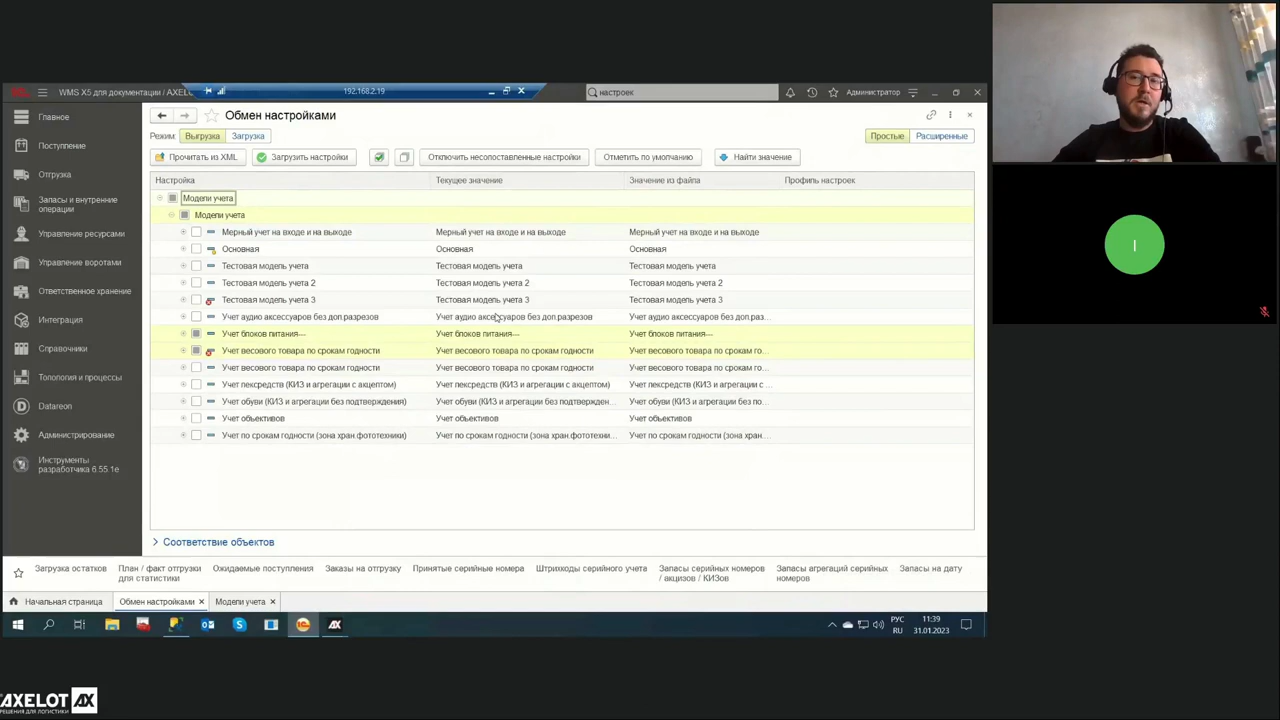 WMS X5 для документации / AXELO
192.168.2.19
настроек
Администратор
Главное
Поступление
Отгрузка
Запасы и внутренние
операции
Управление ресурсами
Управление воротами
Ответственное хранение
Интеграция
Справочники
Топология и процессы
Datareon
Администрирование
Инструменты
разработчика 6.55.1e
Обмен настройками
Режим: Выгрузка Загрузка
Простые Расширенные
Прочитать из XML
Загрузить настройки
Отключить несопоставленные настройки
Отметить по умолчанию
Найти значение
Настройка Текущее значение Значение из файла Профиль настроек
Модели учета
Модели учета
Мерный учет на входе и на выходе Мерный учет на входе и на выходе Мерный учет на входе и на выходе
Основная Основная Основная
Тестовая модель учета Тестовая модель учета Тестовая модель учета
Тестовая модель учета 2 Тестовая модель учета 2 Тестовая модель учета 2
Тестовая модель учета 3 Тестовая модель учета 3 Тестовая модель учета 3
Учет аудио аксессуаров без доп.разрезов Учет аудио аксессуаров без доп.разрезов Учет аудио аксессуаров без доп.раз...
Учет блоков питания--- Учет блоков питания--- Учет блоков питания---
Учет весового товара по срокам годности Учет весового товара по срокам годности Учет весового товара по срокам го...
Учет весового товара по срокам годности Учет весового товара по срокам годности Учет весового товара по срокам го...
Учет лексредств (КИЗ и агрегации с акцептом) Учет лексредств (КИЗ и агрегации с акцептом) Учет лексредств (КИЗ и агрегации с ...
Учет обуви (КИЗ и агрегации без подтверждения) Учет обуви (КИЗ и агрегации без подтвержден... Учет обуви (КИЗ и агрегации без по...
Учет объективов Учет объективов Учет объективов
Учет по срокам годности (зона хран.фототехники) Учет по срокам годности (зона хран.фототехни... Учет по срокам годности (зона хран....
Соответствие объектов
Загрузка остатков
План / факт отгрузки
для статистики
Ожидаемые поступления
Заказы на отгрузку
Принятые серийные номера
Штрихкоды серийного учета
Запасы серийных номеров
/ акцизов / КИЗов
Запасы агрегаций серийных
номеров
Запасы на дату
Начальная страница
Обмен настройками
Модели учета
РУС
RU
11:39
31.01.2023
I
AXELOT AX
РЕШЕНИЯ ДЛЯ ЛОГИСТИКИ